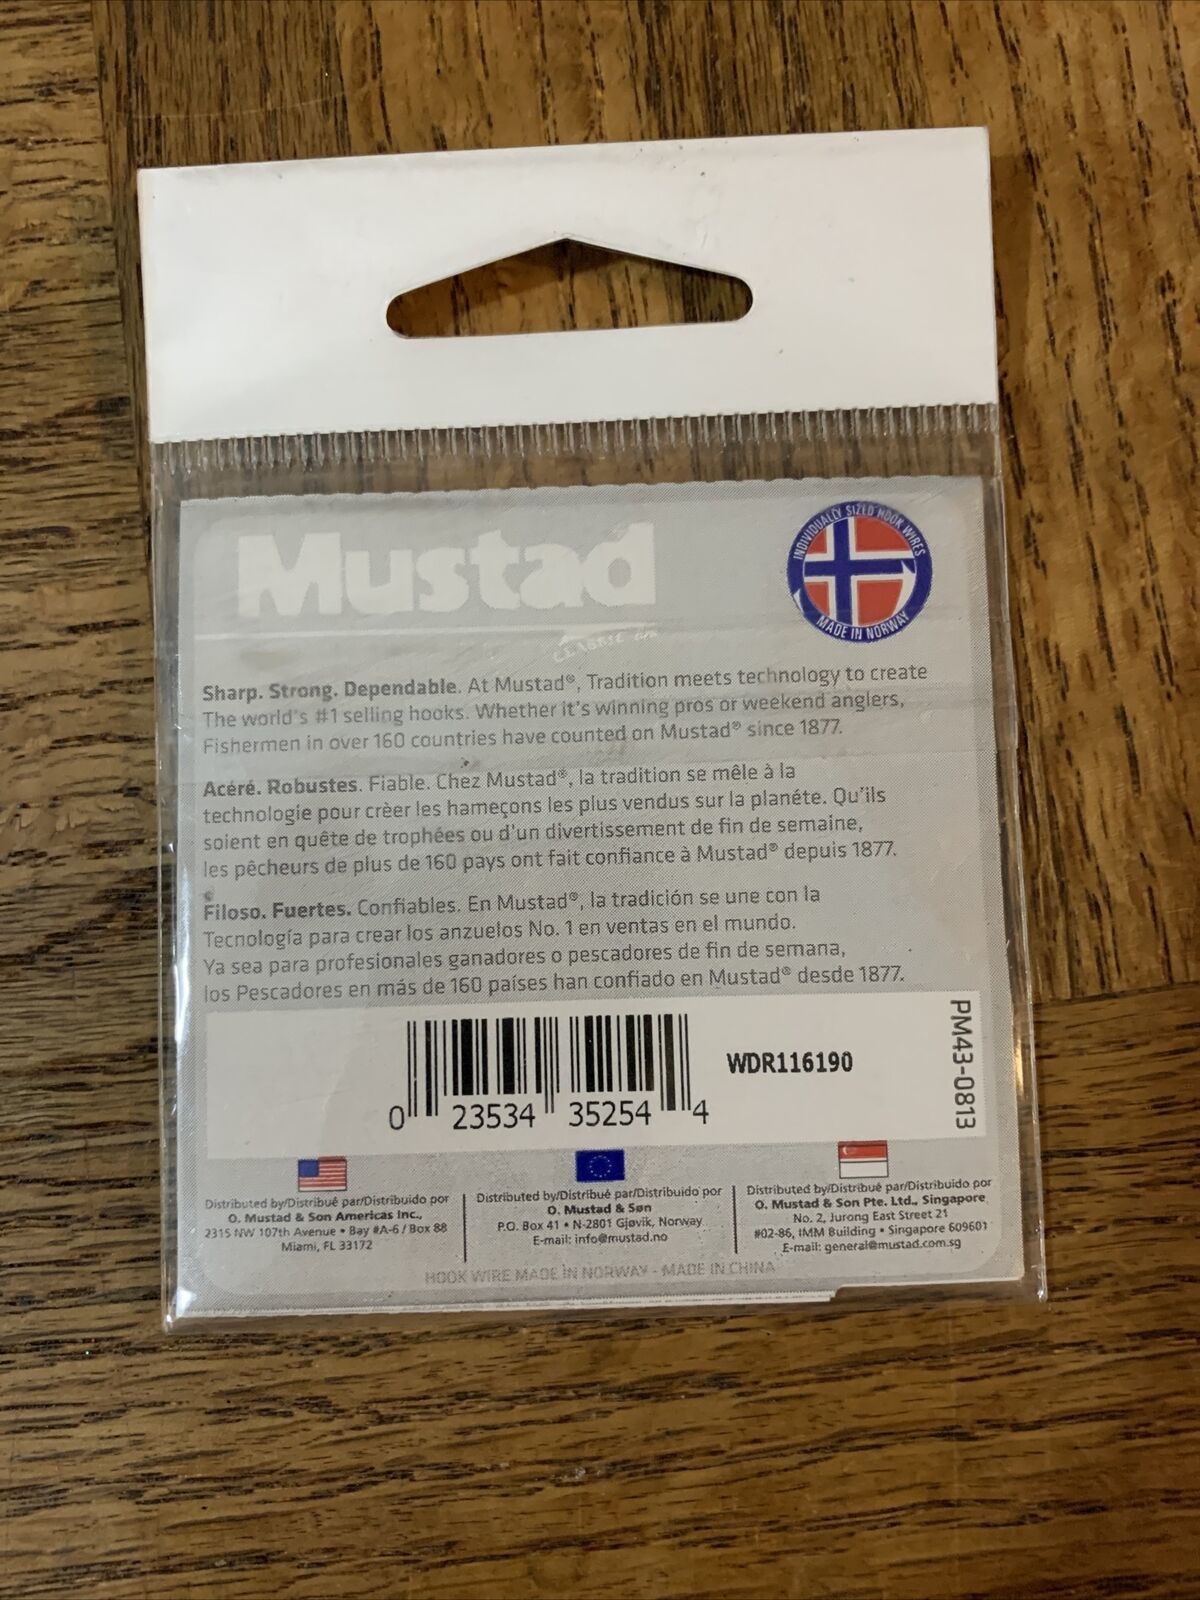 Mustad
INDIVIDUALLY SIZED HOOK WIRES
MADE IN NORWAY
Sharp. Strong. Dependable. At Mustad®, Tradition meets technology to create
The world's #1 selling hooks. Whether it's winning pros or weekend anglers,
Fishermen in over 160 countries have counted on Mustad® since 1877.
Acéré. Robustes. Fiable. Chez Mustad®, la tradition se mêle à la
technologie pour crèer les hameçons les plus vendus sur la planéte. Qu'ils
soient en quête de trophées ou d'un divertissement de fin de semaine,
les pêcheurs de plus de 160 pays ont fait confiance à Mustad® depuis 1877.
Filoso. Fuertes. Confiables. En Mustad®, la tradición se une con la
Tecnología para crear los anzuelos No. 1 en ventas en el mundo.
Ya sea para profesionales ganadores o pescadores de fin de semana,
los Pescadores en más de 160 países han confiado en Mustad® desde 1877.
0 23534 35254 4
WDR116190
PM43-0813
Distributed by/Distribué par/Distribuido por
O. Mustad & Son Americas Inc.,
2315 NW 107th Avenue • Bay #A-6 / Box 88
Miami, FL 33172
Distributed by/Distribué par/Distribuido por
O. Mustad & Søn
P.O. Box 41 • N-2801 Gjøvik, Norway
E-mail: info@mustad.no
Distributed by/Distribué par/Distribuido por
O. Mustad & Son Pte. Ltd., Singapore
No. 2, Jurong East Street 21
#02-86, IMM Building • Singapore 609601
E-mail: general@mustad.com.sg
HOOK WIRE MADE IN NORWAY - MADE IN CHINA